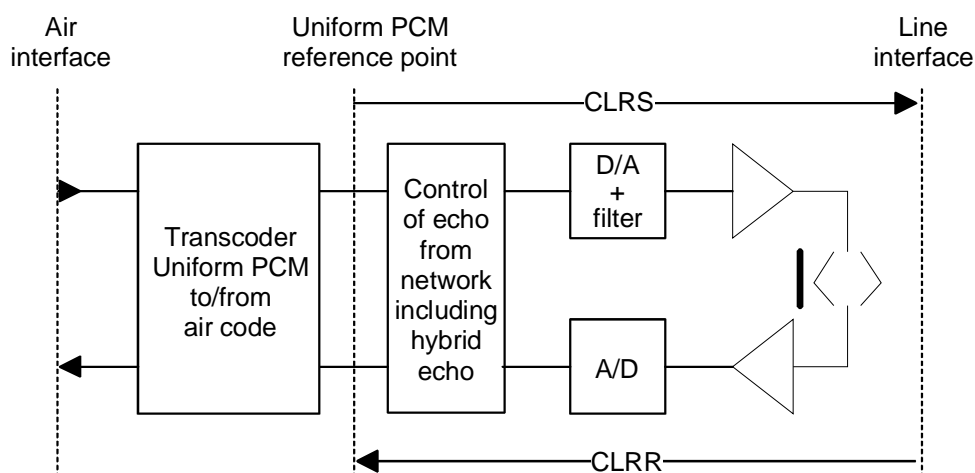 Air
interface
Uniform PCM
reference point
Line
interface
CLRS
Transcoder
Uniform PCM
to/from
air code
Control
of echo
from
network
including
hybrid
echo
D/A
+
filter
A/D
CLRR